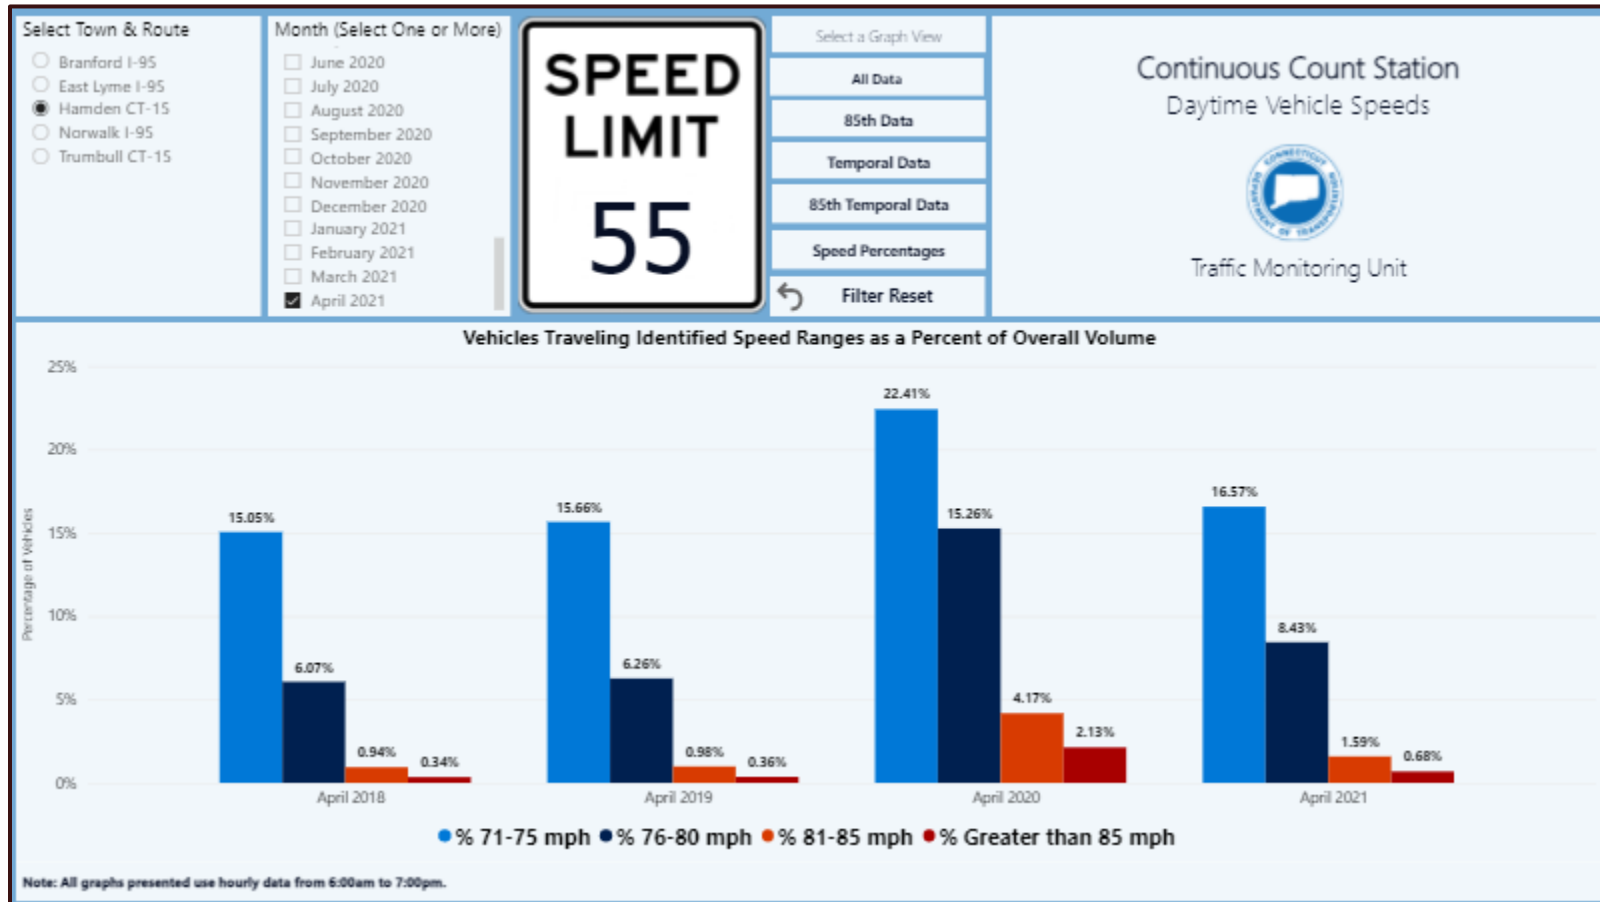 Select Town & Route
Branford I-95
East Lyme I-95
Hamden CT-15
Norwalk I-95
Trumbull CT-15
Month (Select One or More)
June 2020
July 2020
August 2020
September 2020
October 2020
November 2020
December 2020
January 2021
February 2021
March 2021
April 2021
SPEED
LIMIT
55
Select a Graph View
All Data
85th Data
Temporal Data
85th Temporal Data
Speed Percentages
Filter Reset
Continuous Count Station
Daytime Vehicle Speeds
CONNECTICUT
DEPARTMENT OF TRANSPORTATION
Traffic Monitoring Unit
Vehicles Traveling Identified Speed Ranges as a Percent of Overall Volume
Percentage of Vehicles
25%
20%
15%
10%
5%
0%
15.05%
6.07%
0.94%
0.34%
15.66%
6.26%
0.98%
0.36%
22.41%
15.26%
4.17%
2.13%
16.57%
8.43%
1.59%
0.68%
April 2018
April 2019
April 2020
April 2021
% 71-75 mph
% 76-80 mph
% 81-85 mph
% Greater than 85 mph
Note: All graphs presented use hourly data from 6:00am to 7:00pm.